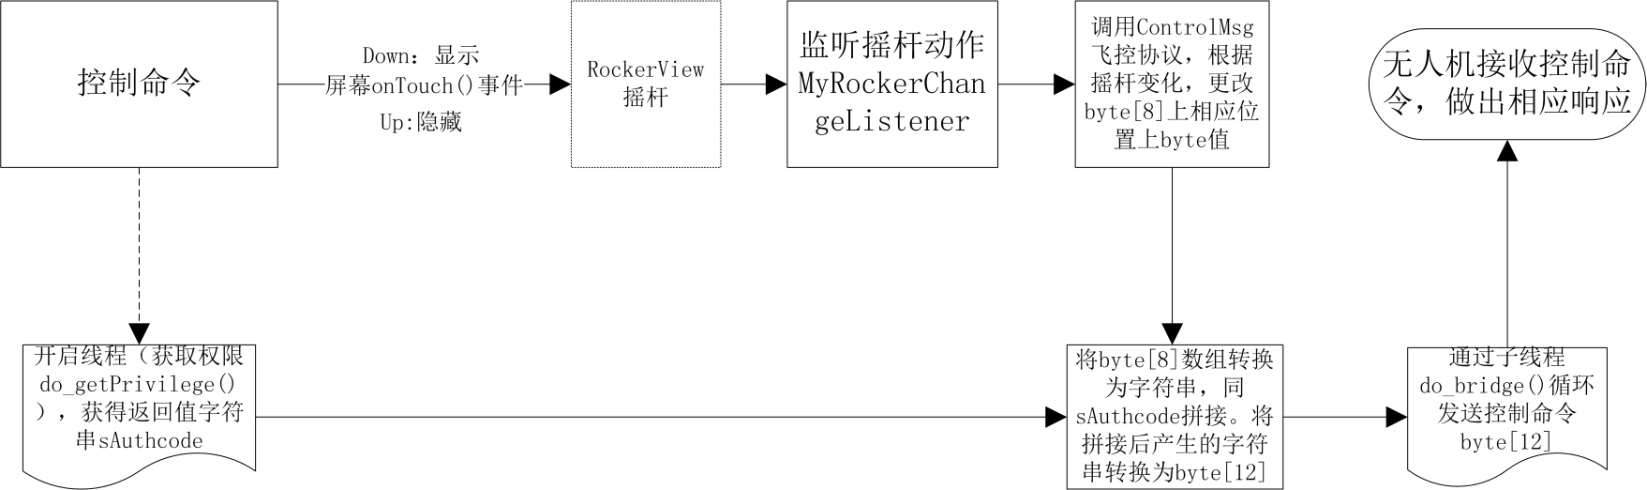 控制命令
Down: 显示
屏幕onTouch()事件
Up:隐藏
RockerView
摇杆
监听摇杆动作
MyRockerChan
geListener
调用ControlMsg
飞控协议，根据
摇杆变化，更改
byte[8]上相应位
置上byte值
无人机接收控制命
令，做出相应响应
开启线程（获取权限
do_getPrivilege()
），获得返回值字符
串sAuthcode
将byte[8]数组转换
为字符串，同
sAuthcode拼接。将
拼接后产生的字符
串转换为byte[12]
通过子线程
do_bridge()循环
发送控制命令
byte[12]